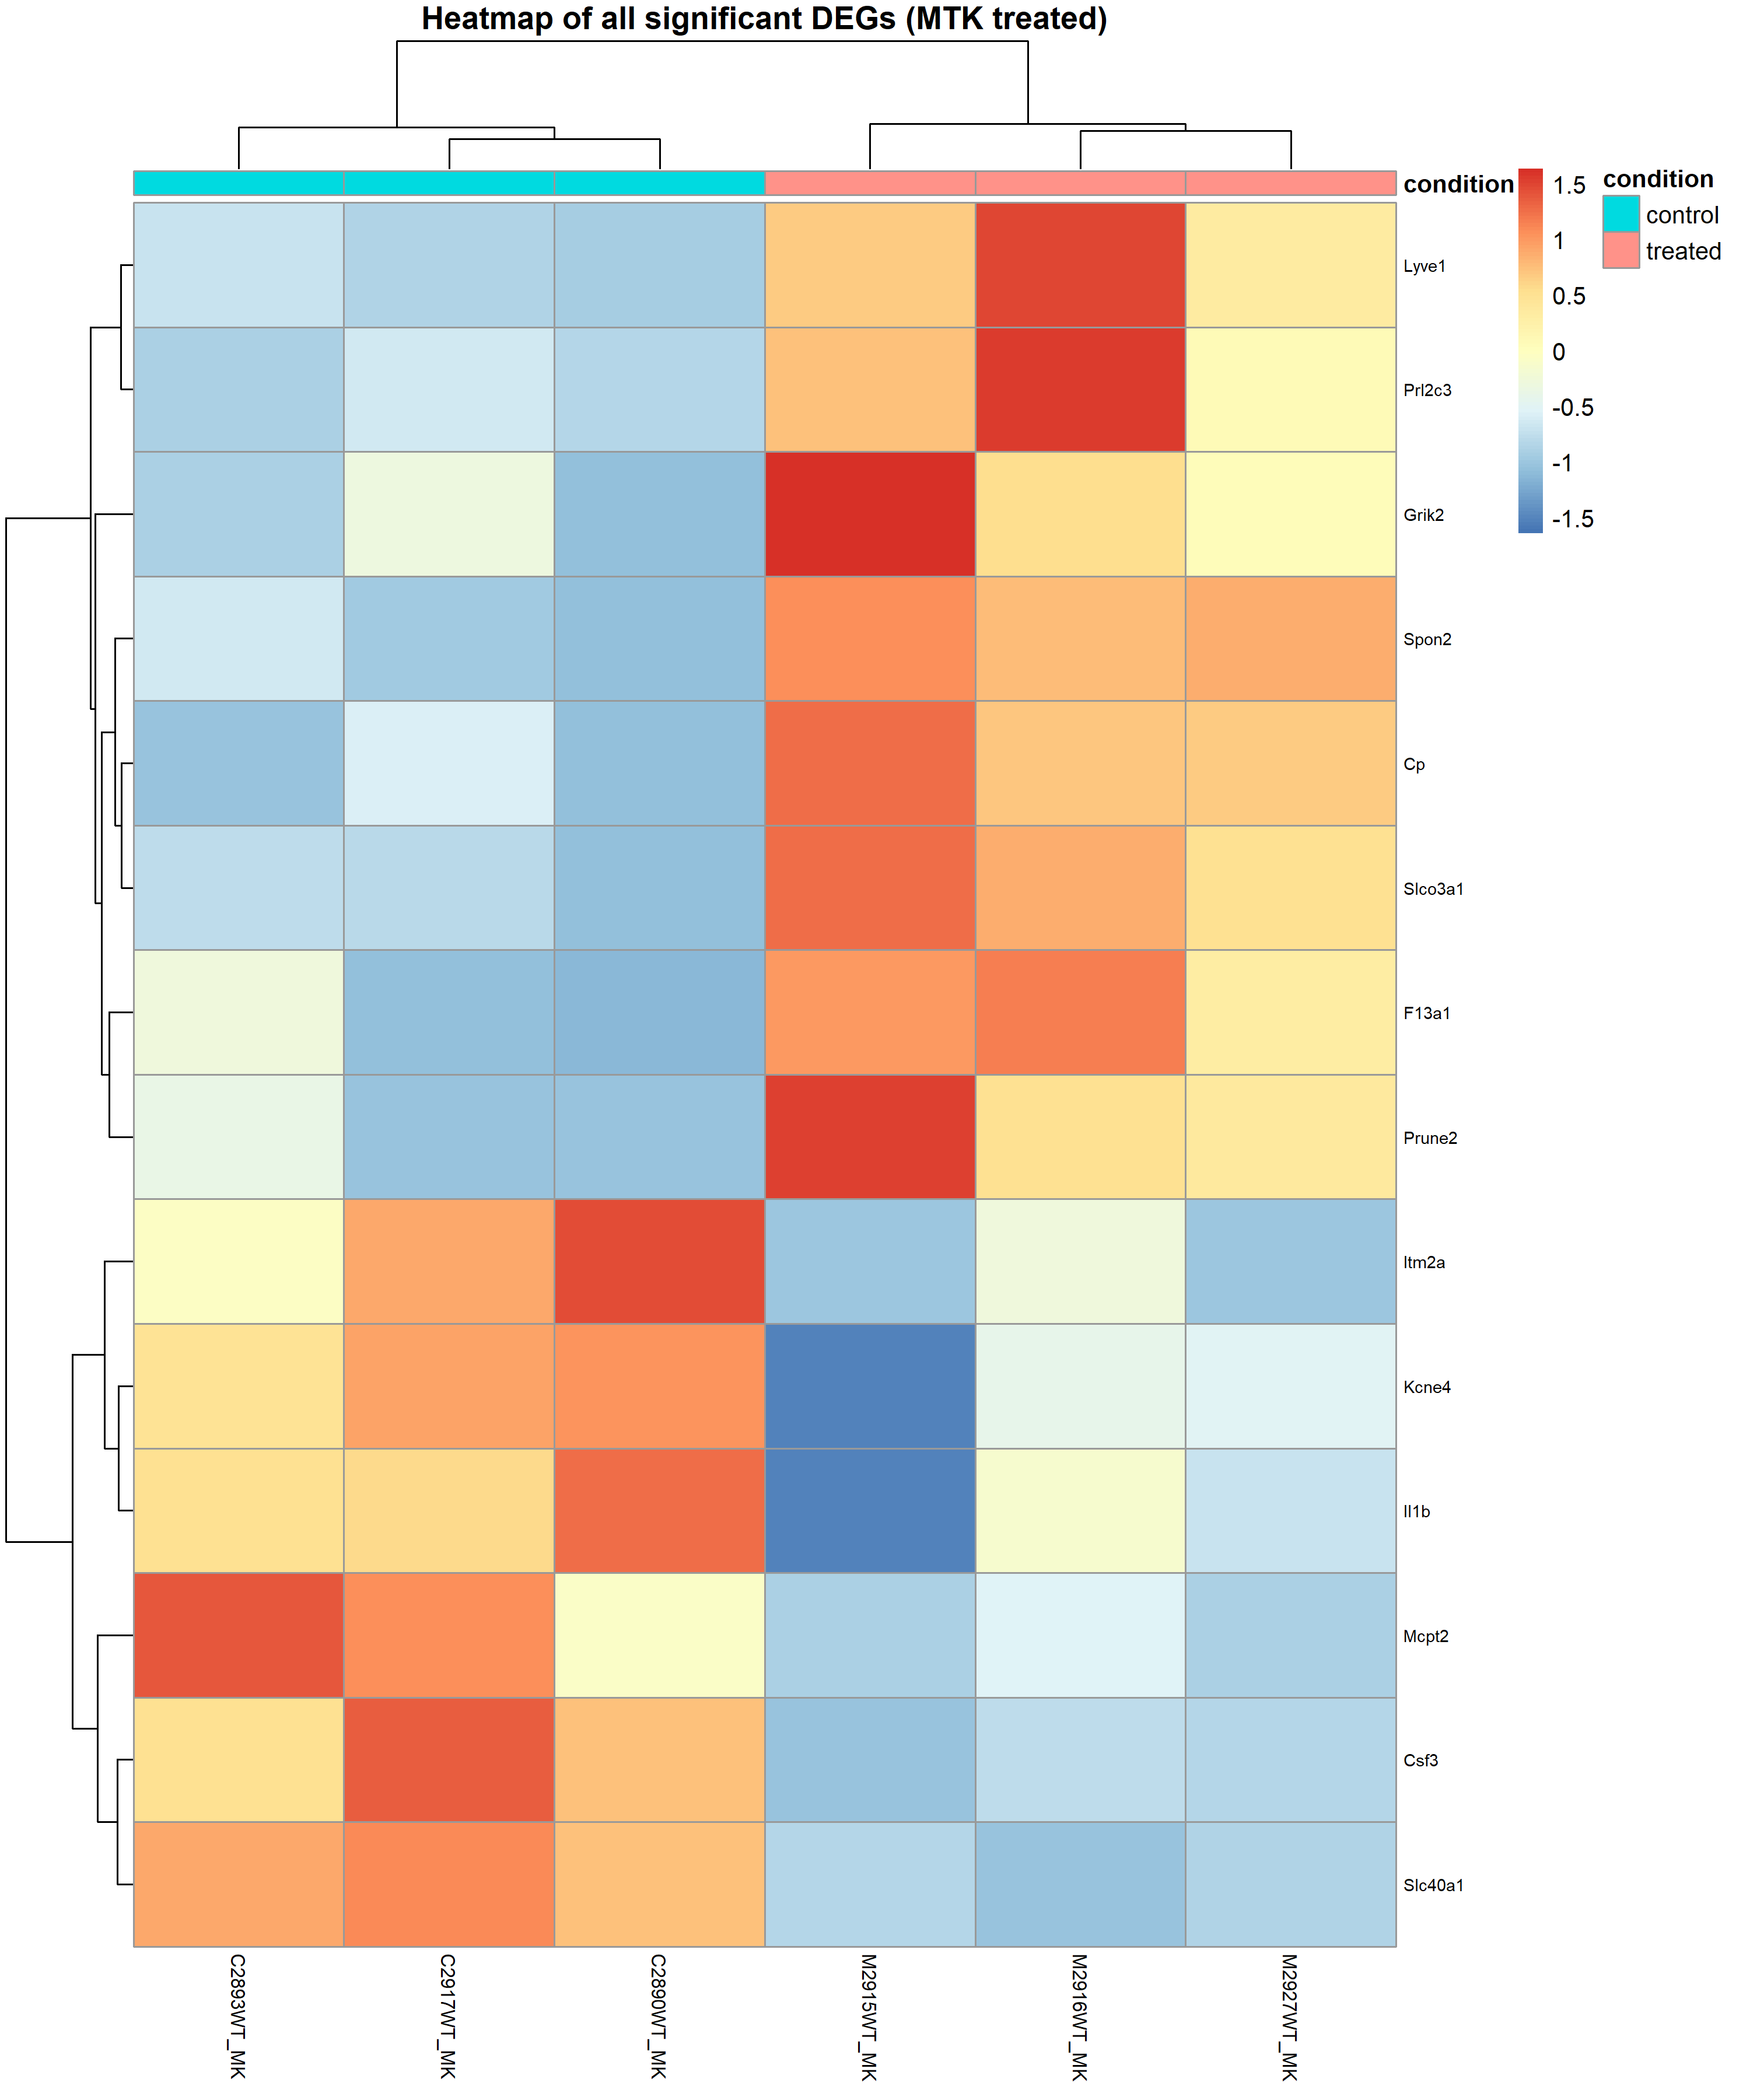 Heatmap of all significant DEGs (MTK treated)
condition
1.5
1
0.5
0
-0.5
-1
-1.5
condition
control
treated
Lyve1
Prl2c3
Grik2
Spon2
Cp
Slco3a1
F13a1
Prune2
Itm2a
Kcne4
Il1b
Mcpt2
Csf3
Slc40a1
C2893WT_MK
C2917WT_MK
C2890WT_MK
M2915WT_MK
M2916WT_MK
M2927WT_MK